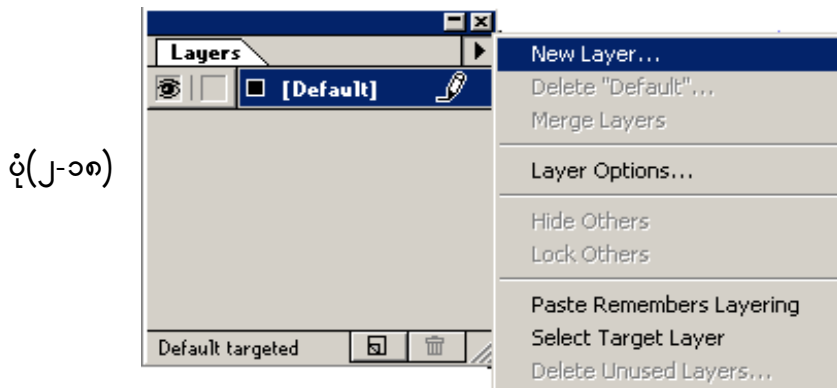 Layers
[Default]
Default targeted
New Layer...
Delete "Default"...
Merge Layers
Layer Options...
Hide Others
Lock Others
Paste Remembers Layering
Select Target Layer
Delete Unused Layers...
ပုံ(၂-၁၈)